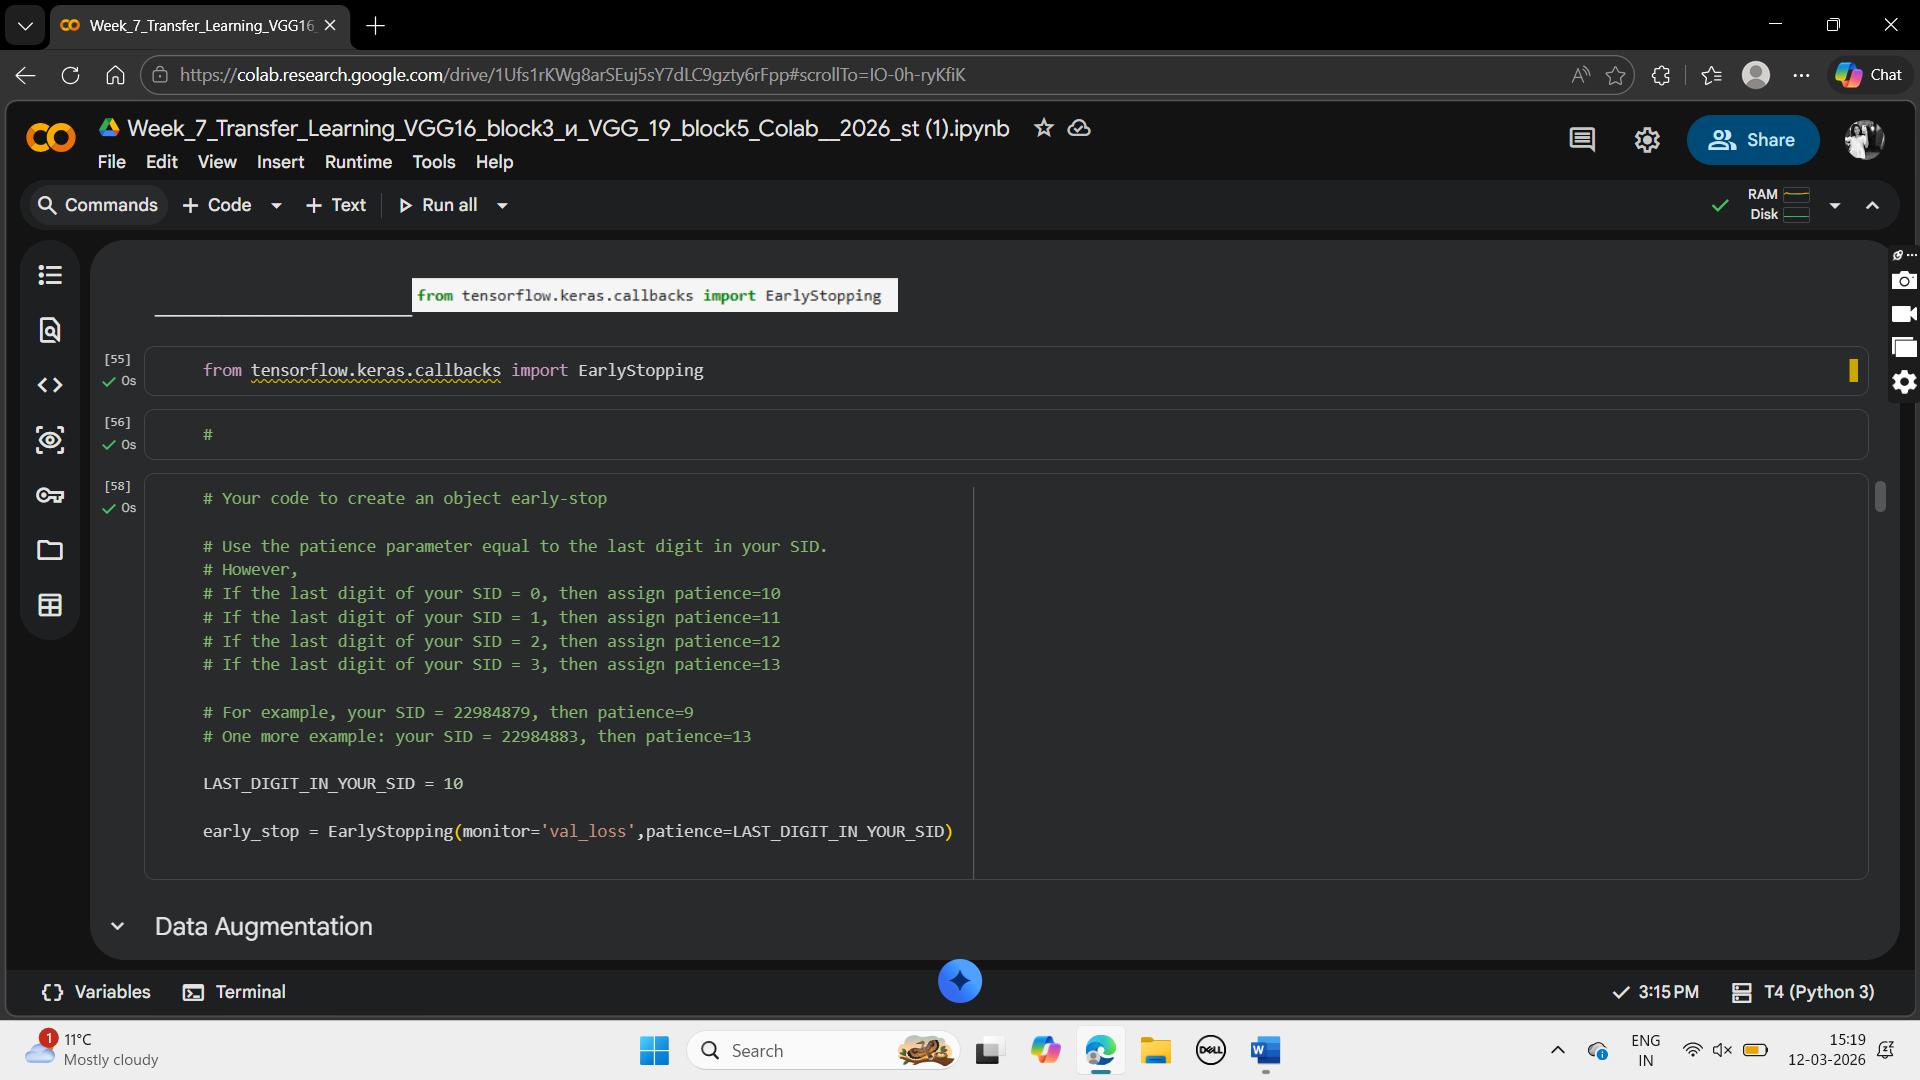 Week_7_Transfer_Learning_VGG16_
https://colab.research.google.com/drive/1Ufs1rKWg8arSEuj5sY7dLC9gzty6rFpp#scrollTo=IO-0h-ryKfiK
Chat
Week_7_Transfer_Learning_VGG16_block3_и_VGG_19_block5_Colab__2026_st (1).ipynb
File Edit View Insert Runtime Tools Help
Share
Commands + Code + Text Run all
RAM
Disk
from tensorflow.keras.callbacks import EarlyStopping
[55]
0s
from tensorflow.keras.callbacks import EarlyStopping
[56]
0s
#
[58]
0s
# Your code to create an object early-stop
# Use the patience parameter equal to the last digit in your SID.
# However,
# If the last digit of your SID = 0, then assign patience=10
# If the last digit of your SID = 1, then assign patience=11
# If the last digit of your SID = 2, then assign patience=12
# If the last digit of your SID = 3, then assign patience=13
# For example, your SID = 22984879, then patience=9
# One more example: your SID = 22984883, then patience=13
LAST_DIGIT_IN_YOUR_SID = 10
early_stop = EarlyStopping(monitor='val_loss',patience=LAST_DIGIT_IN_YOUR_SID)
Data Augmentation
Variables Terminal
3:15 PM T4 (Python 3)
1
11°C
Mostly cloudy
Search
DELL
W
ENG
IN
15:19
12-03-2026